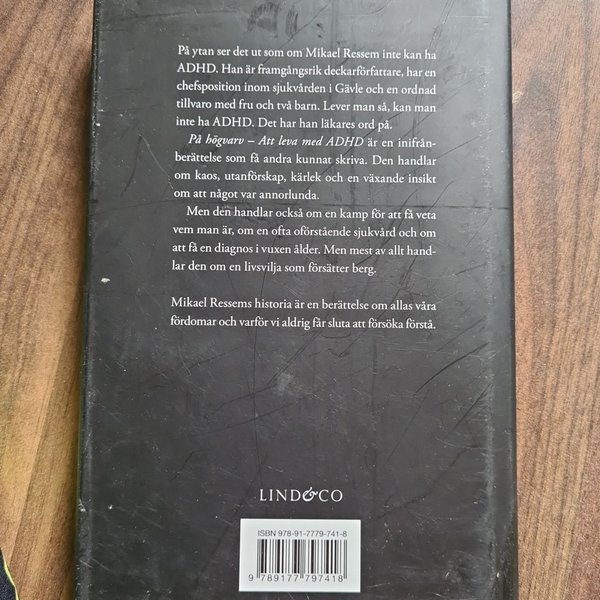 På ytan ser det ut som om Mikael Ressem inte kan ha
ADHD. Han är framgångsrik deckarförfattare, har en
chefsposition inom sjukvården i Gävle och en ordnad
tillvaro med fru och två barn. Lever man så, kan man
inte ha ADHD. Det har han läkares ord på.
På högvarv – Att leva med ADHD är en inifrån-
berättelse som få andra kunnat skriva. Den handlar
om kaos, utanförskap, kärlek och en växande insikt
om att något var annorlunda.
Men den handlar också om en kamp för att få veta
vem man är, om en ofta oförstående sjukvård och om
att få en diagnos i vuxen ålder. Men mest av allt hand-
lar den om en livsvilja som försätter berg.
Mikael Ressems historia är en berättelse om allas våra
fördomar och varför vi aldrig får sluta att försöka förstå.
LIND&CO
ISBN 978-91-7779-741-8
9 789177 797418